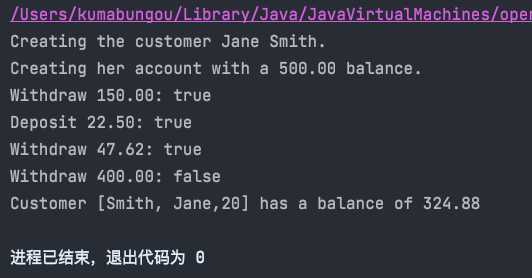 /Users/kumabungou/Library/Java/JavaVirtualMachines/open
Creating the customer Jane Smith.
Creating her account with a 500.00 balance.
Withdraw 150.00: true
Deposit 22.50: true
Withdraw 47.62: true
Withdraw 400.00: false
Customer [Smith, Jane,20] has a balance of 324.88
进程已结束，退出代码为 0